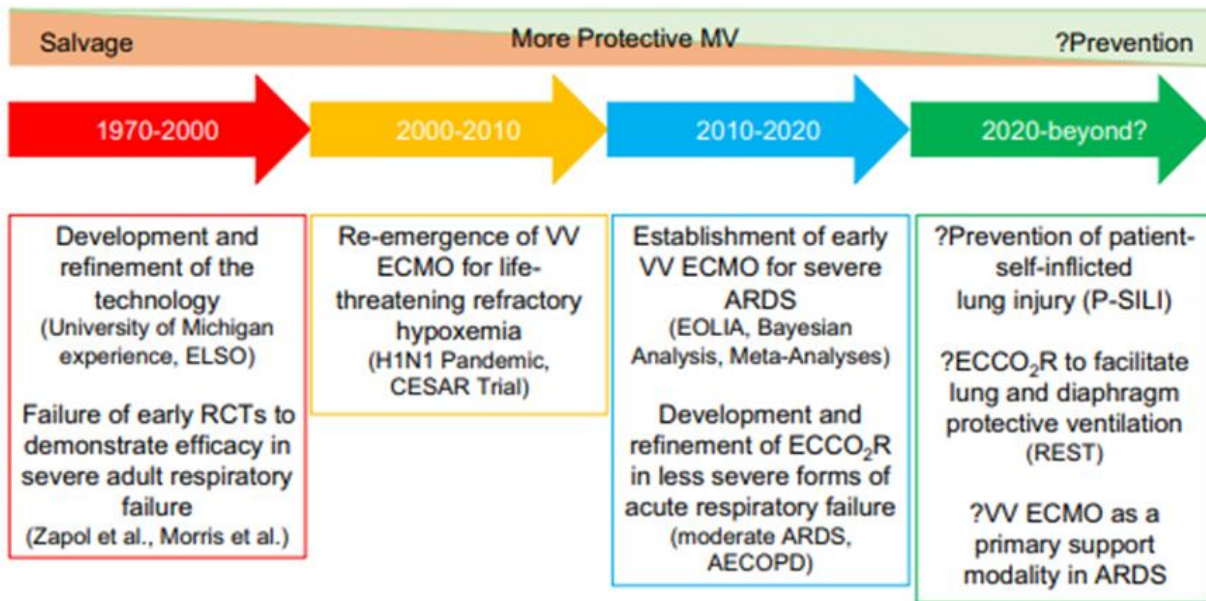 Salvage
More Protective MV
?Prevention
1970-2000
2000-2010
2010-2020
2020-beyond?
Development and
refinement of the
technology
(University of Michigan
experience, ELSO)
Failure of early RCTs to
demonstrate efficacy in
severe adult respiratory
failure
(Zapol et al., Morris et al.)
Re-emergence of VV
ECMO for life-
threatening refractory
hypoxemia
(H1N1 Pandemic,
CESAR Trial)
Establishment of early
VV ECMO for severe
ARDS
(EOLIA, Bayesian
Analysis, Meta-Analyses)
Development and
refinement of ECCO₂R
in less severe forms of
acute respiratory failure
(moderate ARDS,
AECOPD)
?Prevention of patient-
self-inflicted
lung injury (P-SILI)
?ECCO₂R to facilitate
lung and diaphragm
protective ventilation
(REST)
?VV ECMO as a
primary support
modality in ARDS